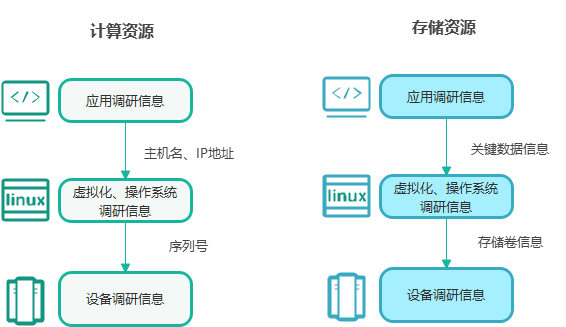 计算资源
存储资源
</>
应用调研信息
</>
应用调研信息
主机名、IP地址
关键数据信息
linux
虚拟化、操作系统
调研信息
linux
虚拟化、操作系统
调研信息
序列号
存储卷信息
设备调研信息
设备调研信息